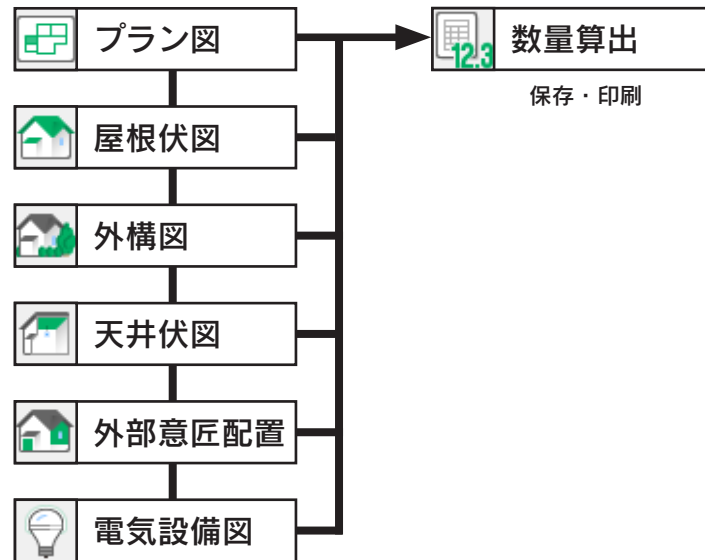 プラン図
12.3
数量算出
保存・印刷
屋根伏図
外構図
天井伏図
外部意匠配置
電気設備図